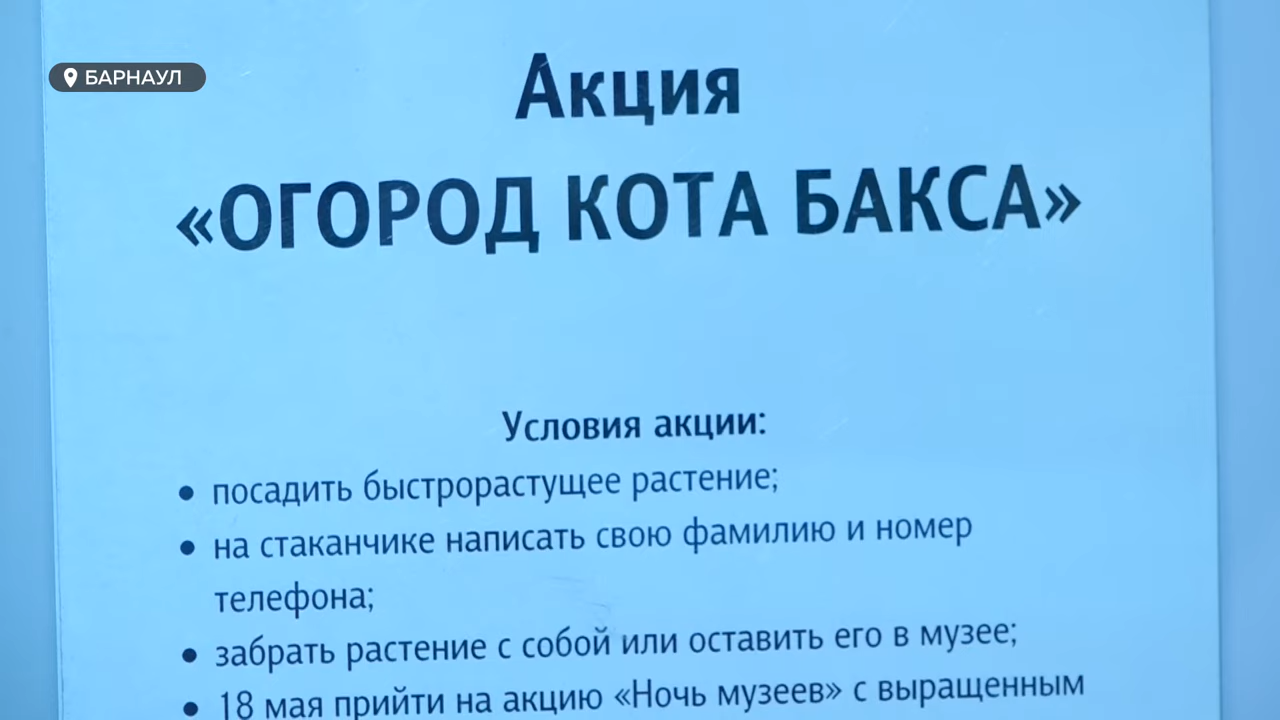 БАРНАУЛ
Акция
«ОГОРОД КОТА БАКСА»
Условия акции:
• посадить быстрорастущее растение;
• на стаканчике написать свою фамилию и номер
телефона;
• забрать растение с собой или оставить его в музее;
• 18 мая прийти на акцию «Ночь музеев» с выращенным